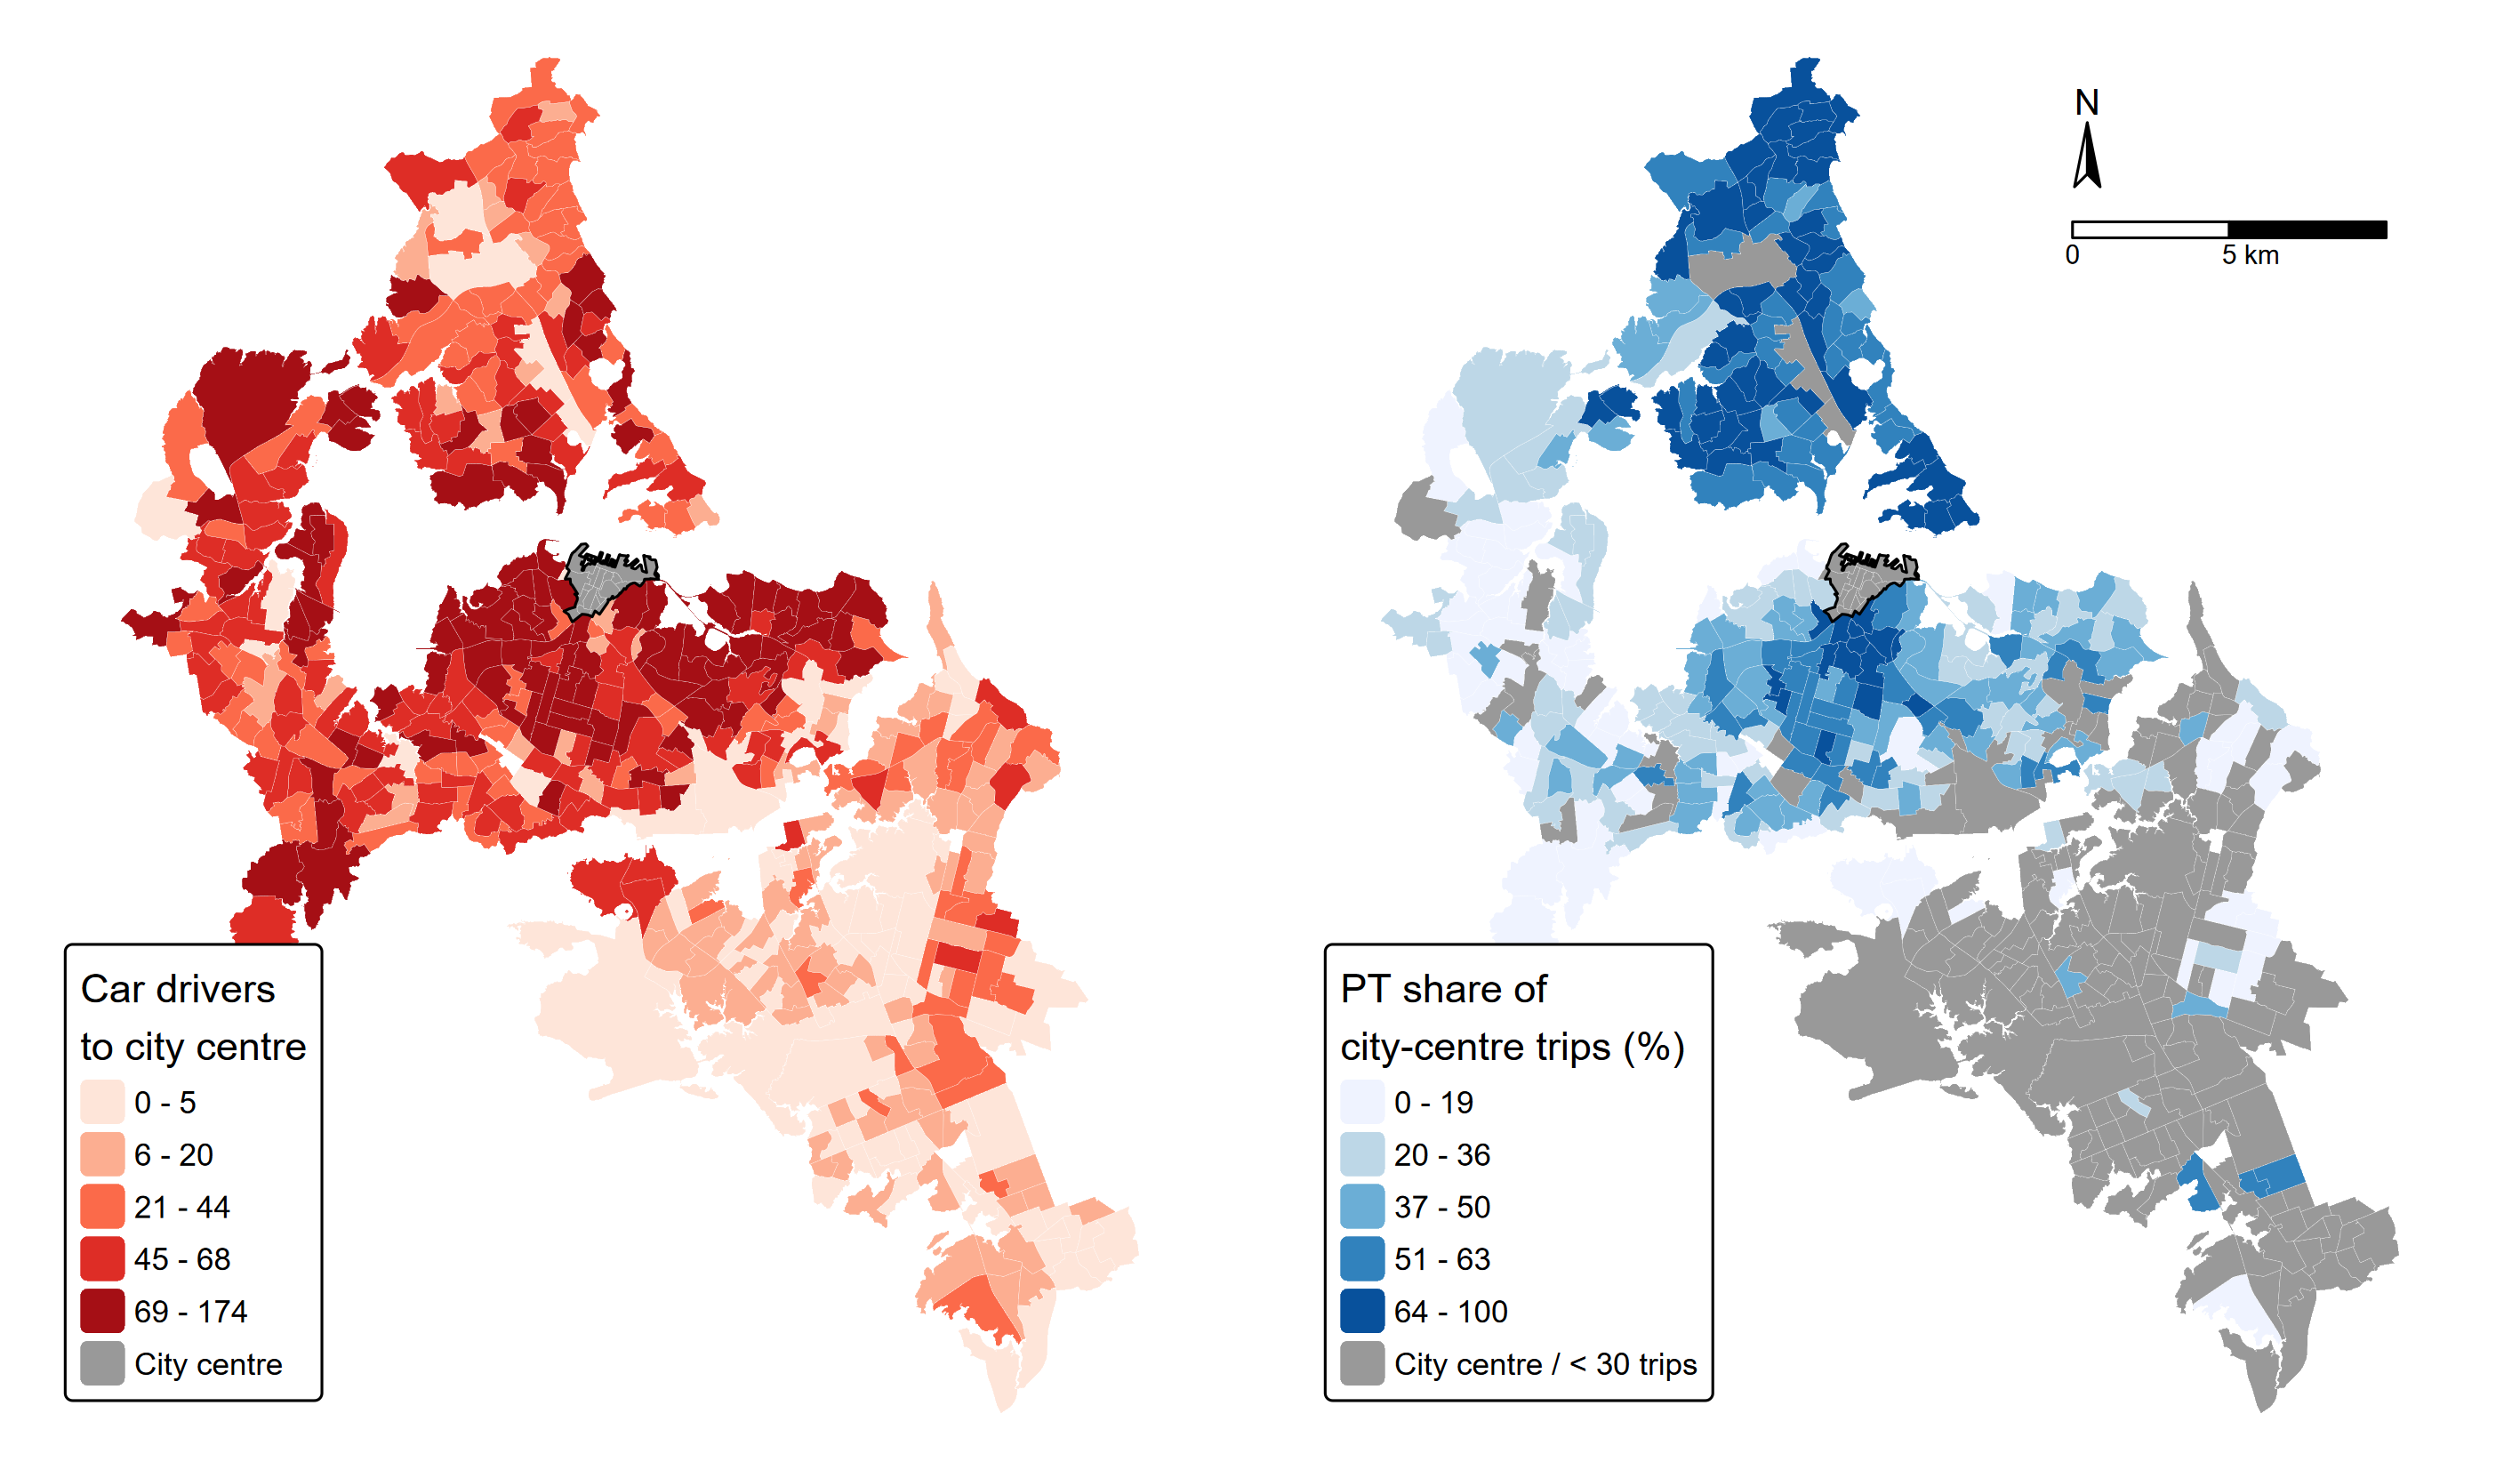 Car drivers
to city centre
0 - 5
6 - 20
21 - 44
45 - 68
69 - 174
City centre
N
0
5 km
PT share of
city-centre trips (%)
0 - 19
20 - 36
37 - 50
51 - 63
64 - 100
City centre / < 30 trips